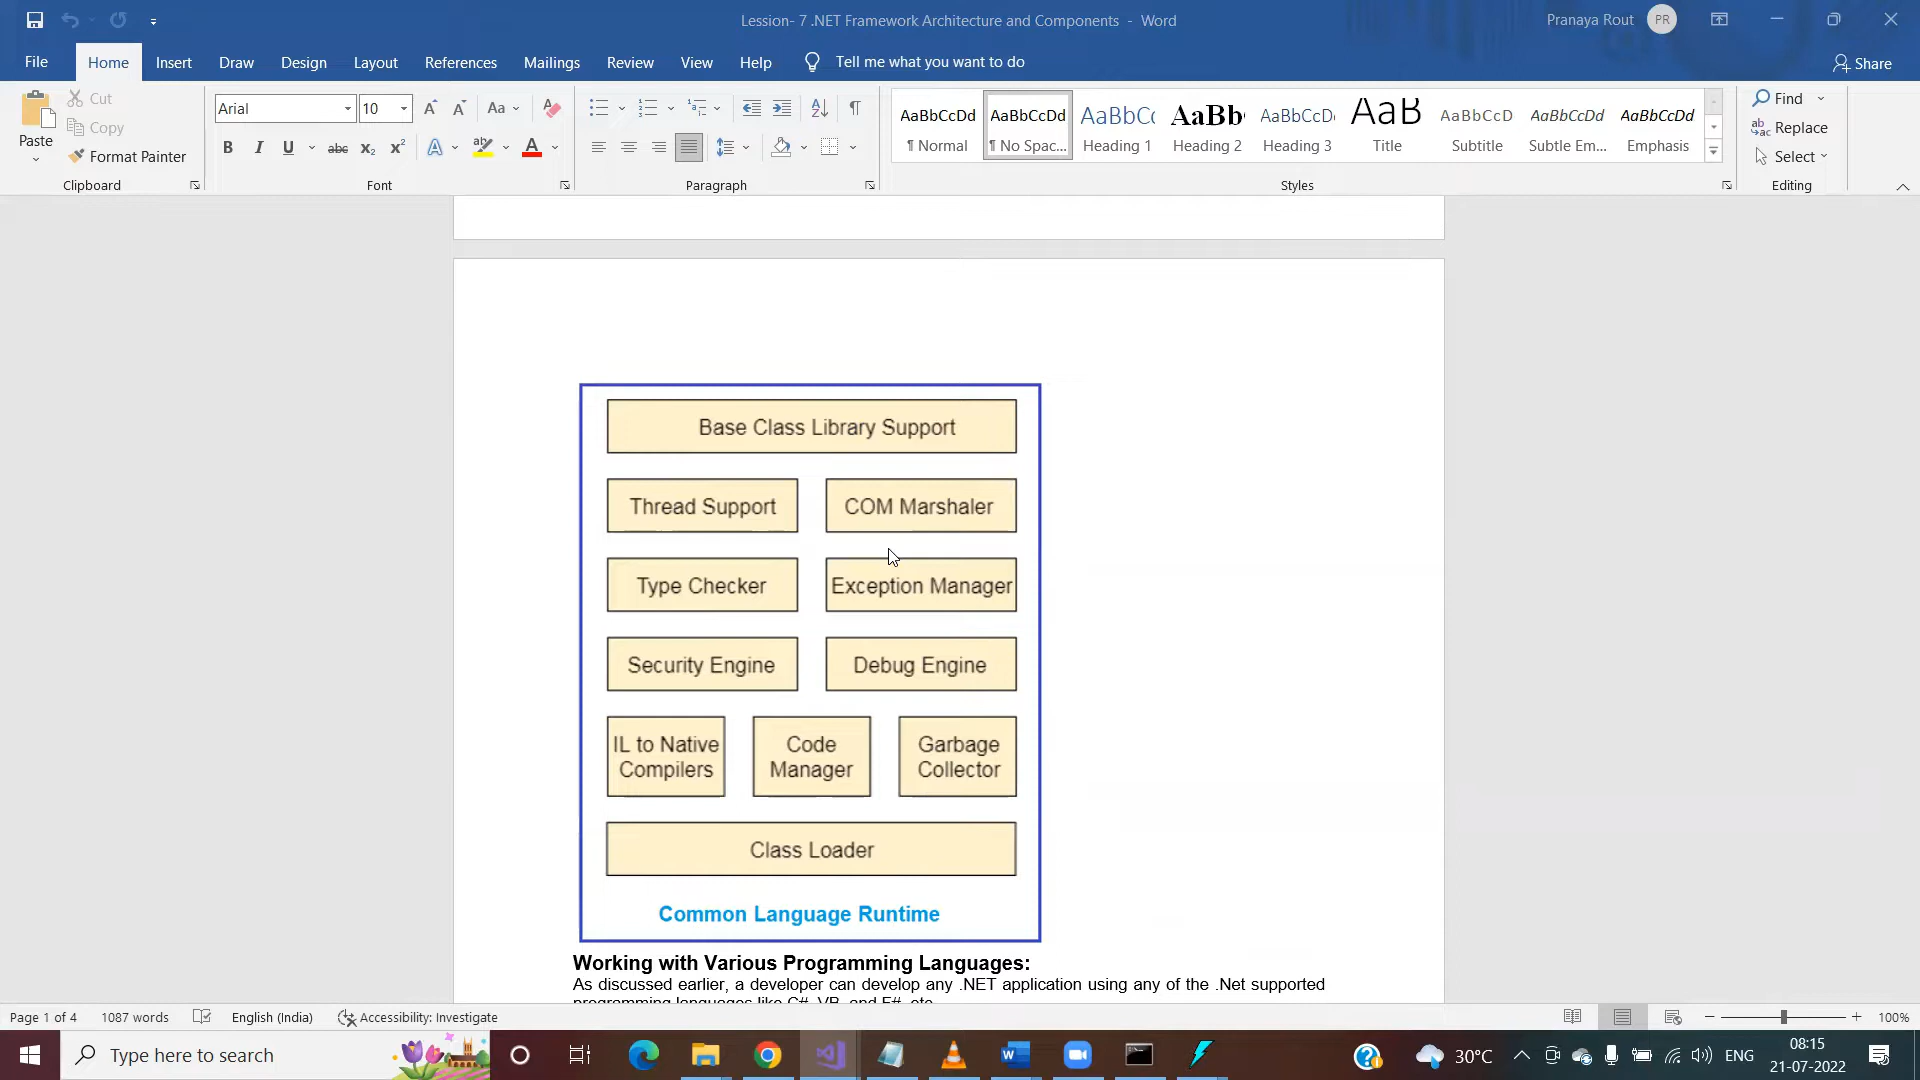 Lession- 7 .NET Framework Architecture and Components - Word
Pranaya Rout PR
File Home Insert Draw Design Layout References Mailings Review View Help Tell me what you want to do Share
Paste
Cut
Copy
Format Painter
Clipboard
Arial 10
Font
Paragraph
AaBbCcDd AaBbCcDd AaBbCc AaBb AaBbCcDd AaB AaBbCcD AaBbCcDd AaBbCcDd
¶ Normal ¶ No Spac... Heading 1 Heading 2 Heading 3 Title Subtitle Subtle Em... Emphasis
Styles
Find
Replace
Select
Editing
Base Class Library Support
Thread Support COM Marshaler
Type Checker Exception Manager
Security Engine Debug Engine
IL to Native Compilers
Code Manager
Garbage Collector
Class Loader
Common Language Runtime
Working with Various Programming Languages:
As discussed earlier, a developer can develop any .NET application using any of the .Net supported
programming languages like C#, VB, and F#, etc.
Page 1 of 4 1087 words English (India) Accessibility: Investigate 100%
Type here to search
30°C ENG
08:15
21-07-2022